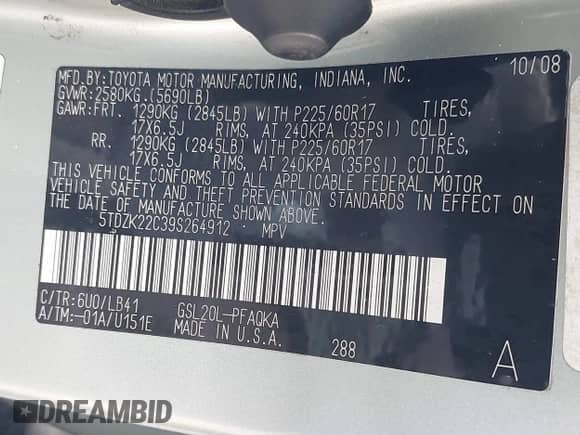 MFD. BY: TOYOTA MOTOR MANUFACTURING, INDIANA, INC. 10/08
GVWR: 2580KG (5690LB)
GAWR: FRT. 1290KG (2845LB) WITH P225/60R17 TIRES,
17X6.5J RIMS, AT 240KPA (35PSI) COLD.
RR. 1290KG (2845LB) WITH P225/60R17 TIRES,
17X6.5J RIMS, AT 240KPA (35PSI) COLD.
THIS VEHICLE CONFORMS TO ALL APPLICABLE FEDERAL MOTOR
VEHICLE SAFETY AND THEFT PREVENTION STANDARDS IN EFFECT ON
THE DATE OF MANUFACTURE SHOWN ABOVE.
5TDZK22C39S264912 MPV
C/TR: 6U0/LB41 GSL20L-PFAQKA
A/TM: -01A/U151E MADE IN U.S.A.
288 A
DREAMBID